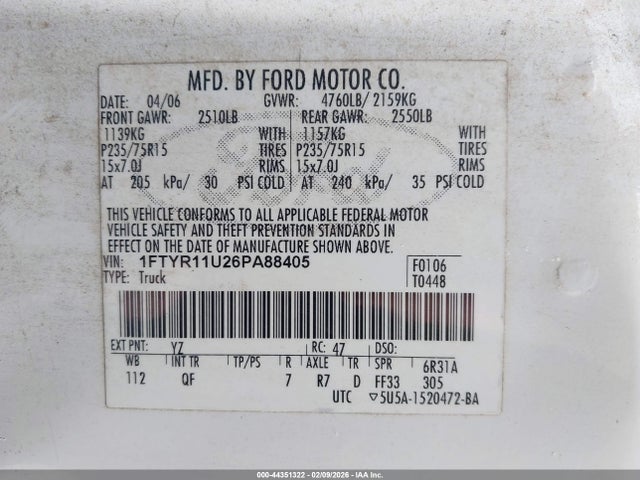 MFD. BY FORD MOTOR CO.
DATE: 04/06 GVWR: 4760LB/ 2159KG
FRONT GAWR: 2510LB REAR GAWR: 2550LB
1139KG WITH 1157KG WITH
P235/75R15 TIRES P235/75R15 TIRES
15x7.0J RIMS 15x7.0J RIMS
AT 205 kPa/ 30 PSI COLD AT 240 kPa/ 35 PSI COLD
THIS VEHICLE CONFORMS TO ALL APPLICABLE FEDERAL MOTOR
VEHICLE SAFETY AND THEFT PREVENTION STANDARDS IN
EFFECT ON THE DATE OF MANUFACTURE SHOWN ABOVE.
VIN: 1FTYR11U26PA88405 F0106
TYPE: Truck T0448
EXT PNT: YZ RC: 47 DSO:
WB INT TR TP/PS R AXLE TR SPR 6R31A
112 QF 7 R7 D FF33 305
UTC ▽5U5A-1520472-BA
000-44351322 - 02/09/2026 - COPYRIGHT IAA, LLC